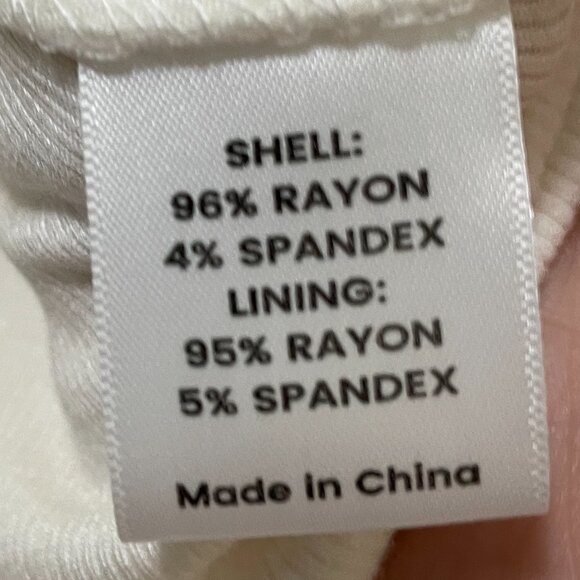 SHELL:
96% RAYON
4% SPANDEX
LINING:
95% RAYON
5% SPANDEX
Made in China